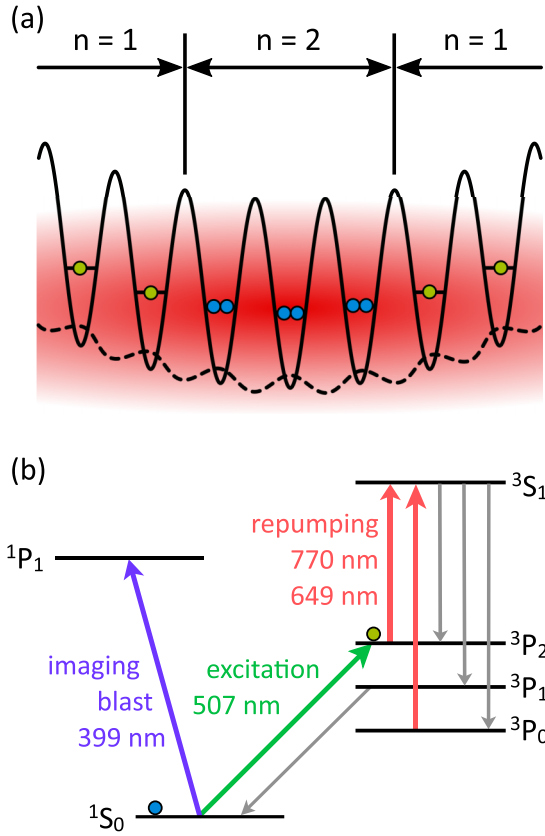 (a)
n = 1
n = 2
n = 1
(b)
³S₁
repumping
770 nm
649 nm
¹P₁
³P₂
imaging
blast
399 nm
excitation
507 nm
³P₁
³P₀
¹S₀